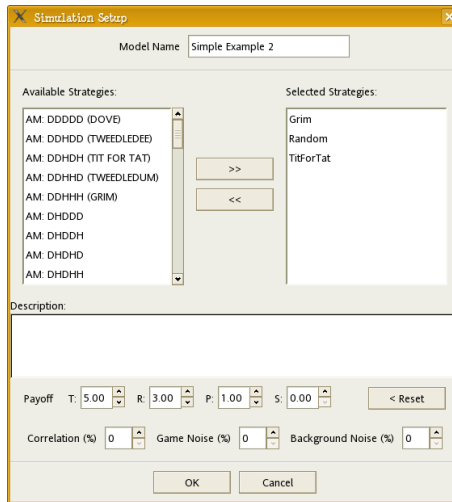 Simulation Setup
Model Name Simple Example 2
Available Strategies:
AM: DDDDD (DOVE)
AM: DDHDD (TWEEDLEDEE)
AM: DDHDH (TIT FOR TAT)
AM: DDHHD (TWEEDLEDUM)
AM: DDHHH (GRIM)
AM: DHDDD
AM: DHDDH
AM: DHDHD
AM: DHDHH
>>
<<
Selected Strategies:
Grim
Random
TitForTat
Description:
Payoff T: 5.00 R: 3.00 P: 1.00 S: 0.00 < Reset
Correlation (%) 0 Game Noise (%) 0 Background Noise (%) 0
OK Cancel